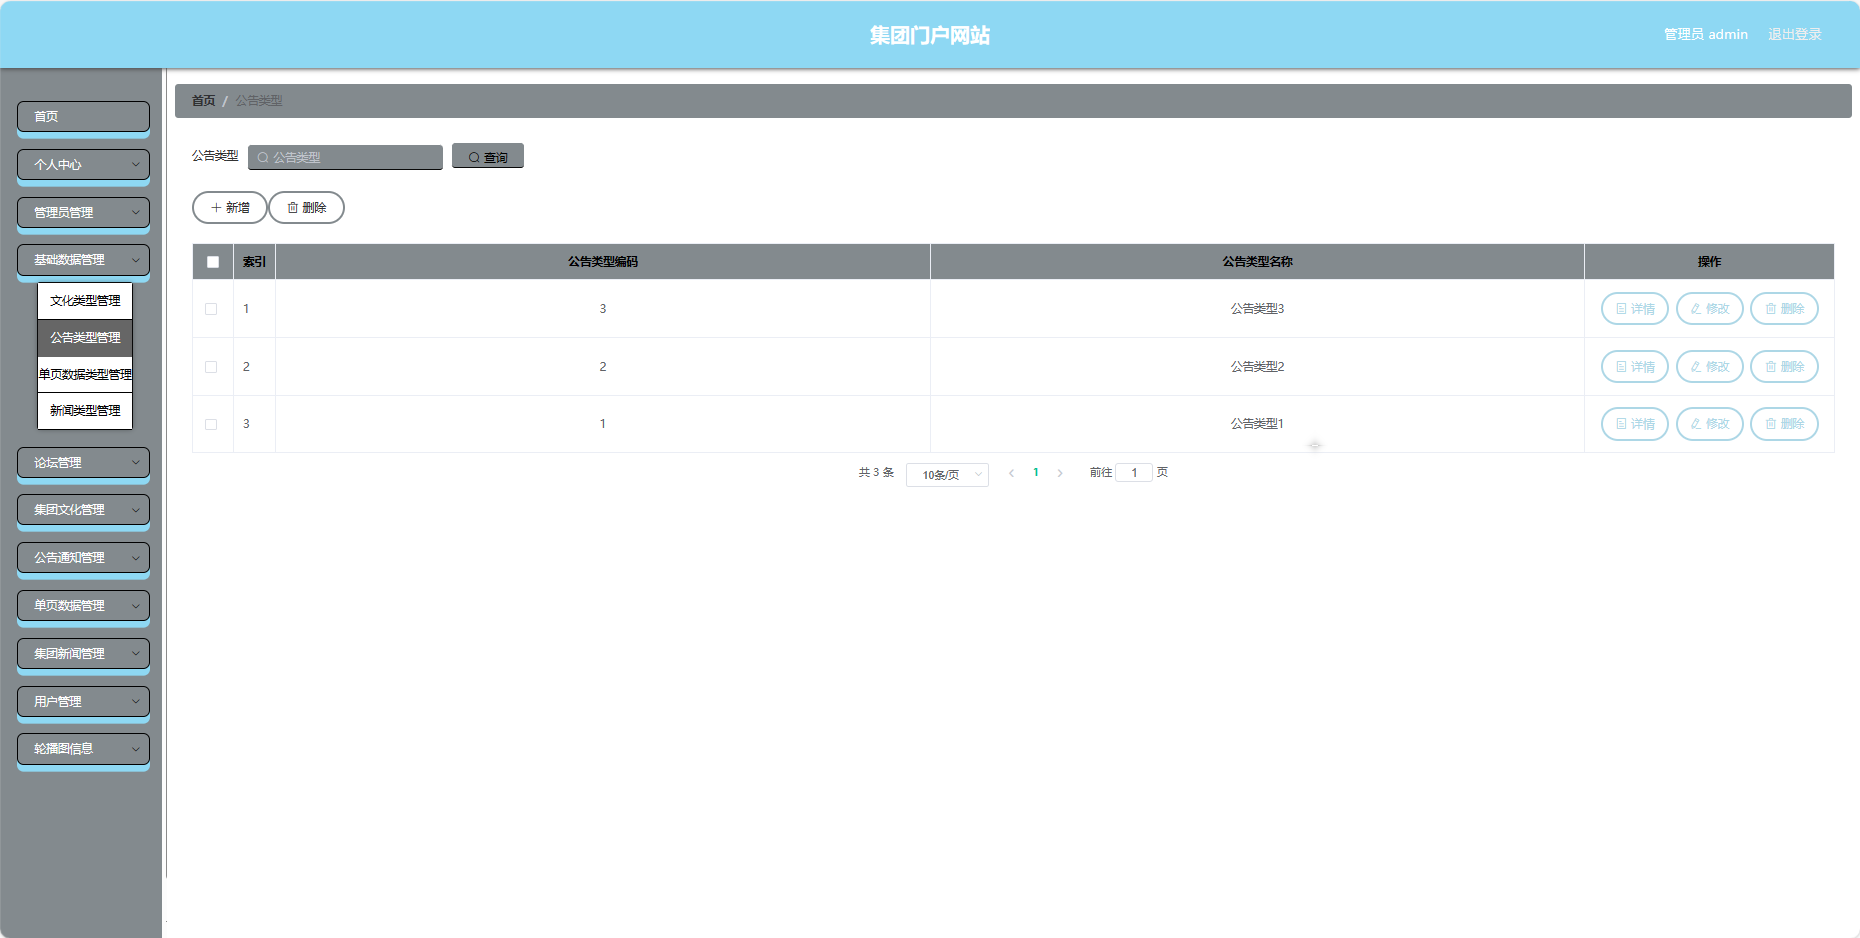 集团门户网站
管理员 admin 退出登录
首页
个人中心
管理员管理
基础数据管理
文化类型管理
公告类型管理
单页数据类型管理
新闻类型管理
论坛管理
集团文化管理
公告通知管理
单页数据管理
集团新闻管理
用户管理
轮播图信息
首页 / 公告类型
公告类型 公告类型 查询
新增 删除
索引 公告类型编码 公告类型名称 操作
1 3 公告类型3 详情 修改 删除
2 2 公告类型2 详情 修改 删除
3 1 公告类型1 详情 修改 删除
共 3 条 10条/页 1 前往 1 页